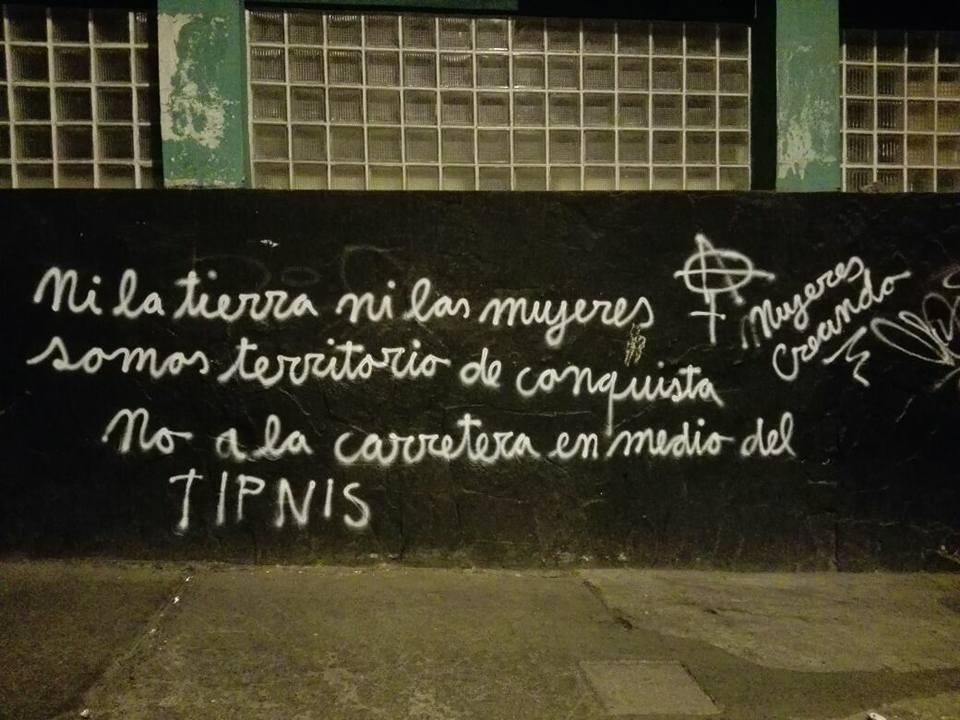 Ni la tierra ni las mujeres
somos territorio de conquista
No a la carretera en medio del
TIPNIS
Mujeres
Creando